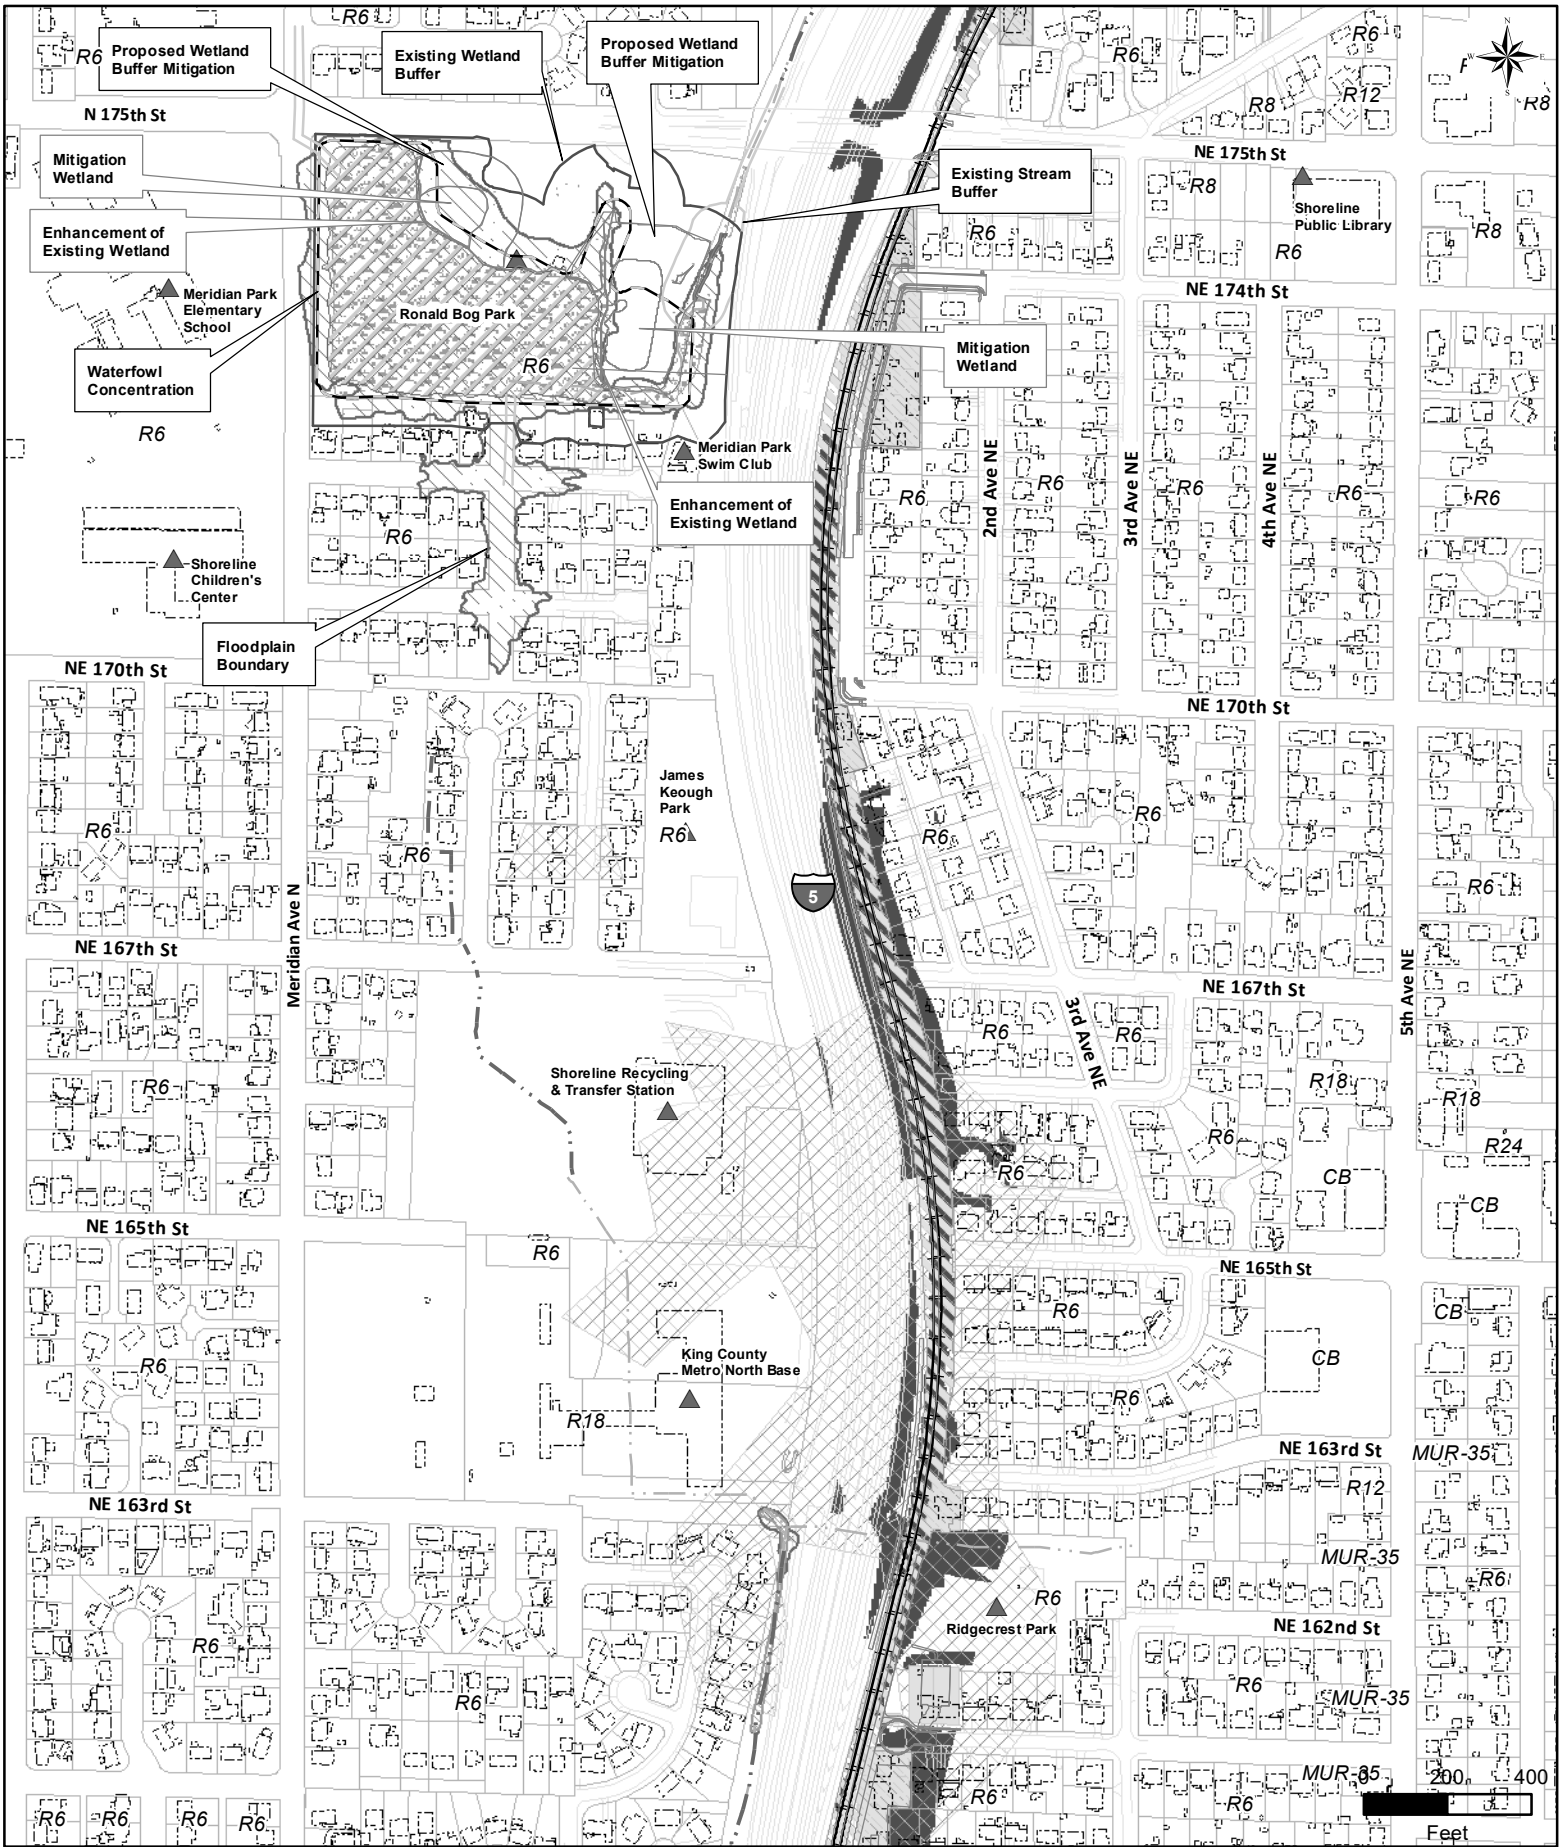 R6
R6
Proposed Wetland
Buffer Mitigation
Existing Wetland
Buffer
Proposed Wetland
Buffer Mitigation
R6
R6
N
W
E
S
R8
R12
R8
N 175th St
NE 175th St
Mitigation
Wetland
Existing Stream
Buffer
R8
Shoreline
Public Library
Enhancement of
Existing Wetland
R6
R6
R8
Meridian Park
Elementary
School
NE 174th St
Ronald Bog Park
R6
Mitigation
Wetland
Waterfowl
Concentration
R6
Meridian Park
Swim Club
Enhancement of
Existing Wetland
R6
R6
R6
R6
R6
R6
2nd Ave NE
3rd Ave NE
4th Ave NE
Shoreline
Children's
Center
Floodplain
Boundary
NE 170th St
NE 170th St
James
Keough
Park
R6
R6
R6
R6
R6
R6
5
Meridian Ave N
NE 167th St
NE 167th St
5th Ave NE
3rd Ave NE
R6
R6
Shoreline Recycling
& Transfer Station
R6
R18
R18
R6
R24
R6
CB
CB
NE 165th St
R6
NE 165th St
R6
CB
R6
King County
Metro North Base
CB
R6
R18
NE 163rd St
MUR-35
R12
NE 163rd St
MUR-35
R6
R6
Ridgecrest Park
NE 162nd St
R6
R6
R6
MUR-35
MUR-35
0
200
400
Feet
R6
R6
R6
R6
R6
R6